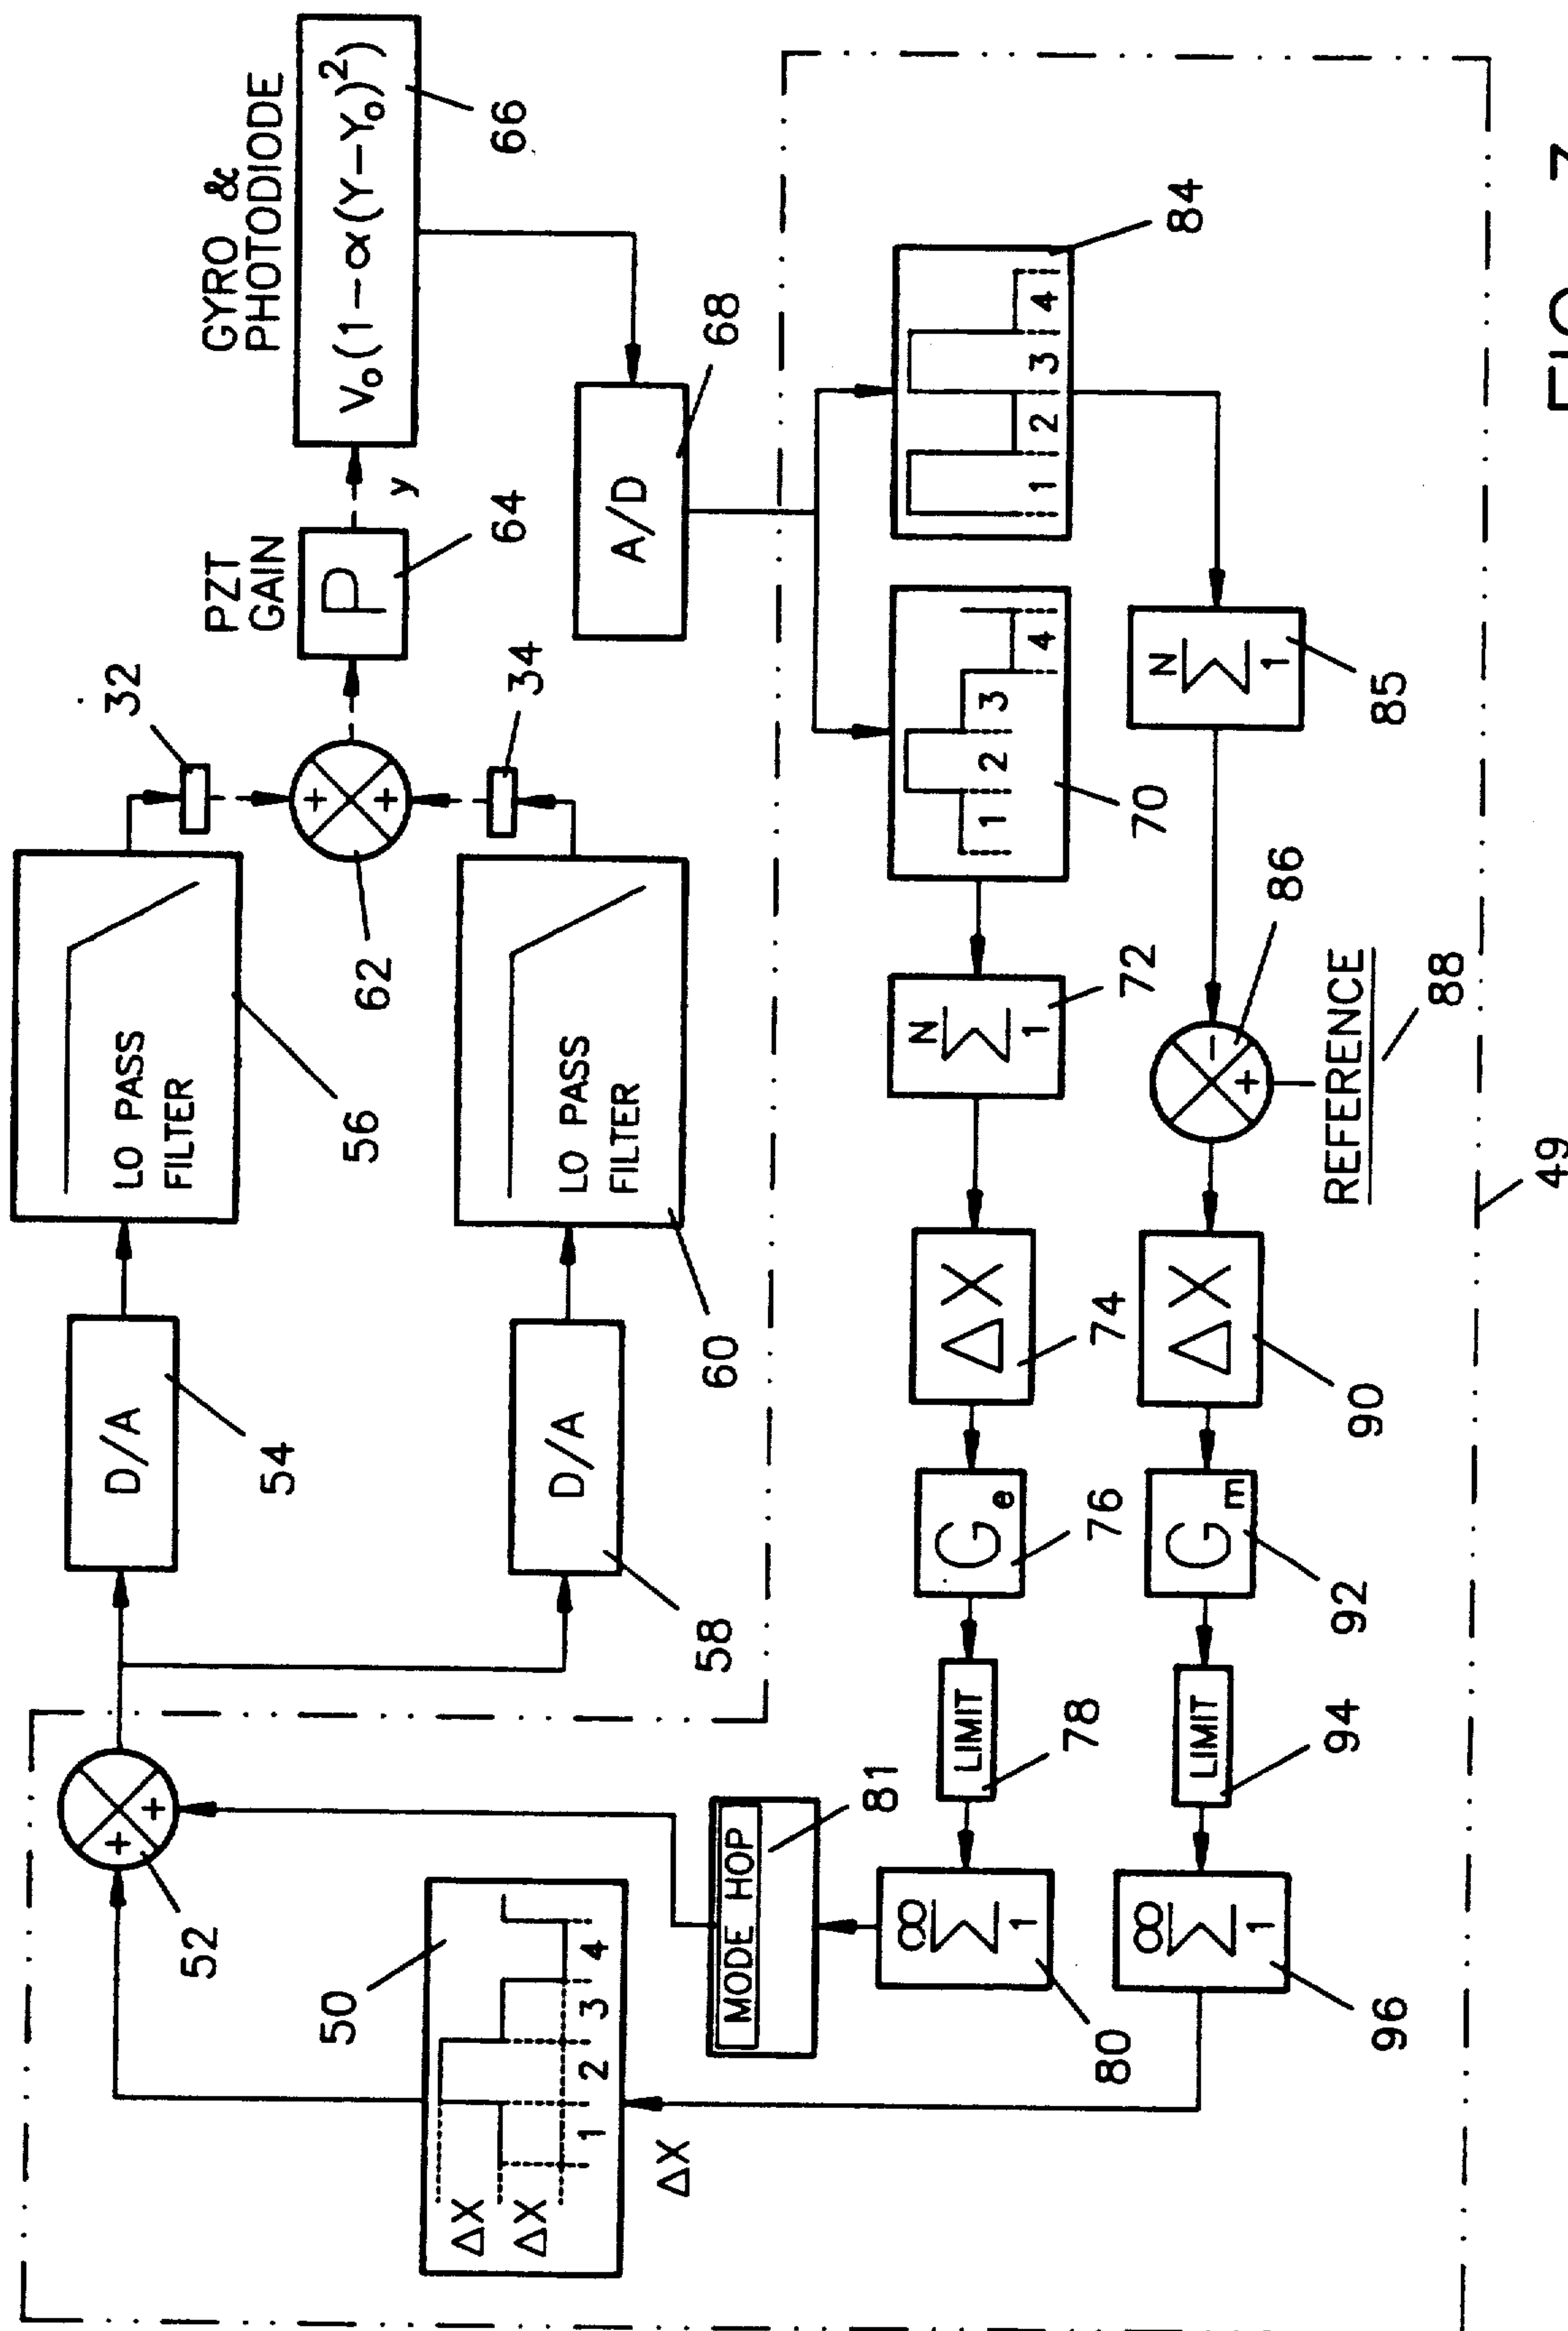 52
D/A
54
LO PASS
FILTER
56
32
62
PZT
GAIN
P
64
y
GYRO &
PHOTODIODE
V₀(1-α(Y-Y₀)²)
66
50
ΔX
ΔX
1 2 3 4
ΔX
D/A
58
LO PASS
FILTER
60
34
A/D
68
MODE HOP
81
∞
Σ
1
80
LIMIT
78
Ge
76
ΔX
74
N
Σ
1
72
1 2 3 4
70
1 2 3 4
84
∞
Σ
1
96
LIMIT
94
Gm
92
ΔX
90
86
REFERENCE
88
N
Σ
1
85
49